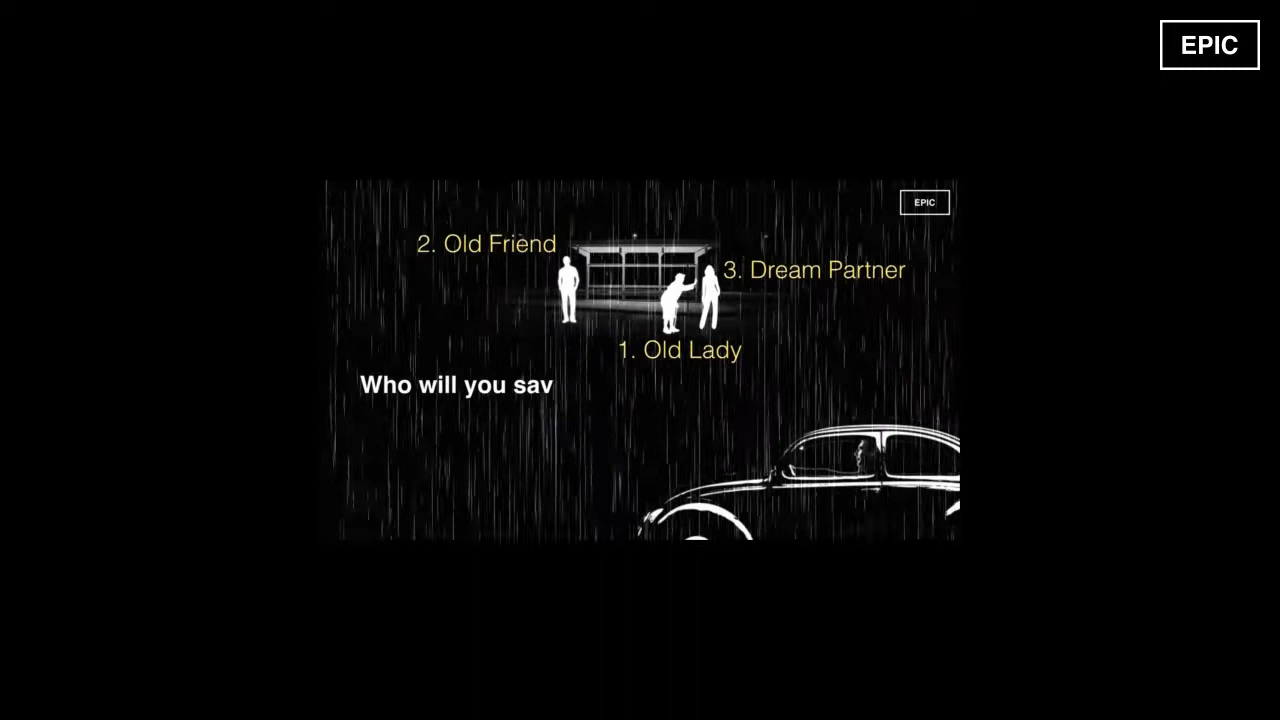 EPIC
EPIC
2. Old Friend
3. Dream Partner
1. Old Lady
Who will you sav